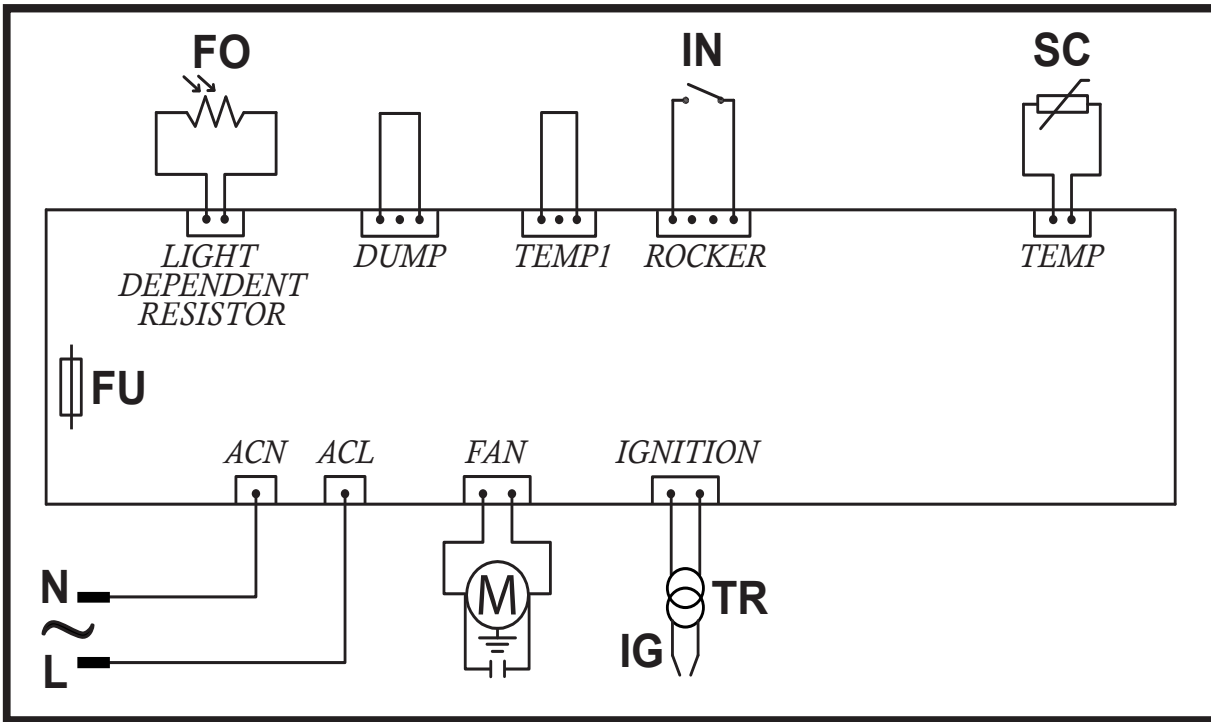 FO
IN
SC
LIGHT
DEPENDENT
RESISTOR
DUMP
TEMP1
ROCKER
TEMP
FU
ACN
ACL
FAN
IGNITION
N
L
M
TR
IG